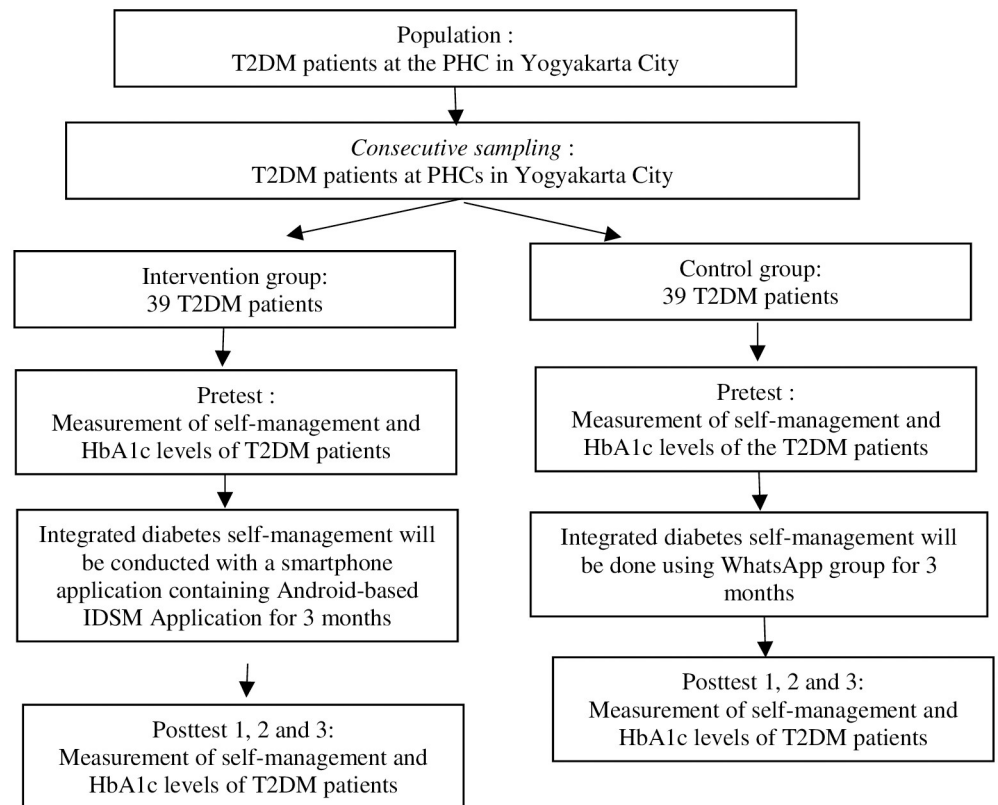 Population :
T2DM patients at the PHC in Yogyakarta City
Consecutive sampling :
T2DM patients at PHCs in Yogyakarta City
Intervention group:
39 T2DM patients
Control group:
39 T2DM patients
Pretest :
Measurement of self-management and
HbA1c levels of T2DM patients
Pretest :
Measurement of self-management and
HbA1c levels of the T2DM patients
Integrated diabetes self-management will
be conducted with a smartphone
application containing Android-based
IDSM Application for 3 months
Integrated diabetes self-management will
be done using WhatsApp group for 3
months
Posttest 1, 2 and 3:
Measurement of self-management and
HbA1c levels of T2DM patients
Posttest 1, 2 and 3:
Measurement of self-management and
HbA1c levels of T2DM patients